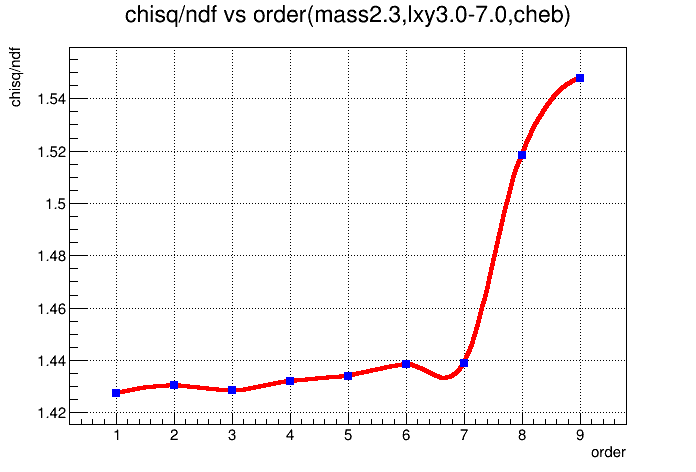 chisq/ndf vs order(mass2.3,lxy3.0-7.0,cheb)
chisq/ndf
1.54
1.52
1.5
1.48
1.46
1.44
1.42
1 2 3 4 5 6 7 8 9
order